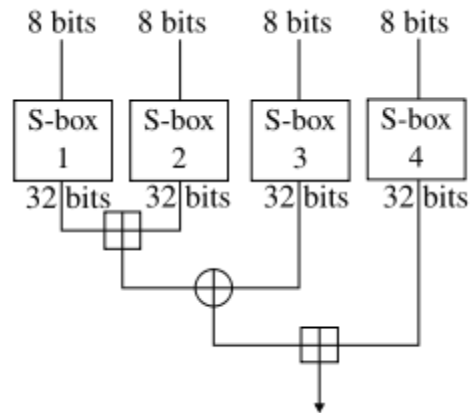 8 bits 8 bits 8 bits 8 bits
S-box S-box S-box S-box
1 2 3 4
32 bits 32 bits 32 bits 32 bits